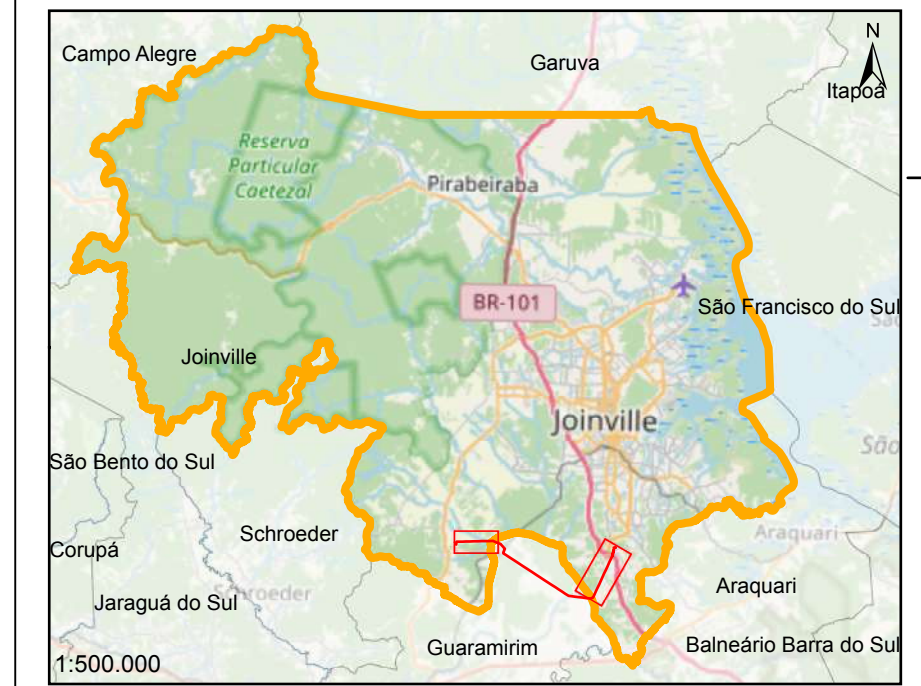 Campo Alegre
Garuva
N
Itapoá
Reserva
Particular
Caetezal
Pirabeiraba
BR-101
São Francisco do Sul
Joinville
Joinville
São
São Bento do Sul
Schroeder
Araquari
Corupá
Schroeder
Araquari
Jaraguá do Sul
Guaramirim
Balneário Barra do Sul
1:500.000